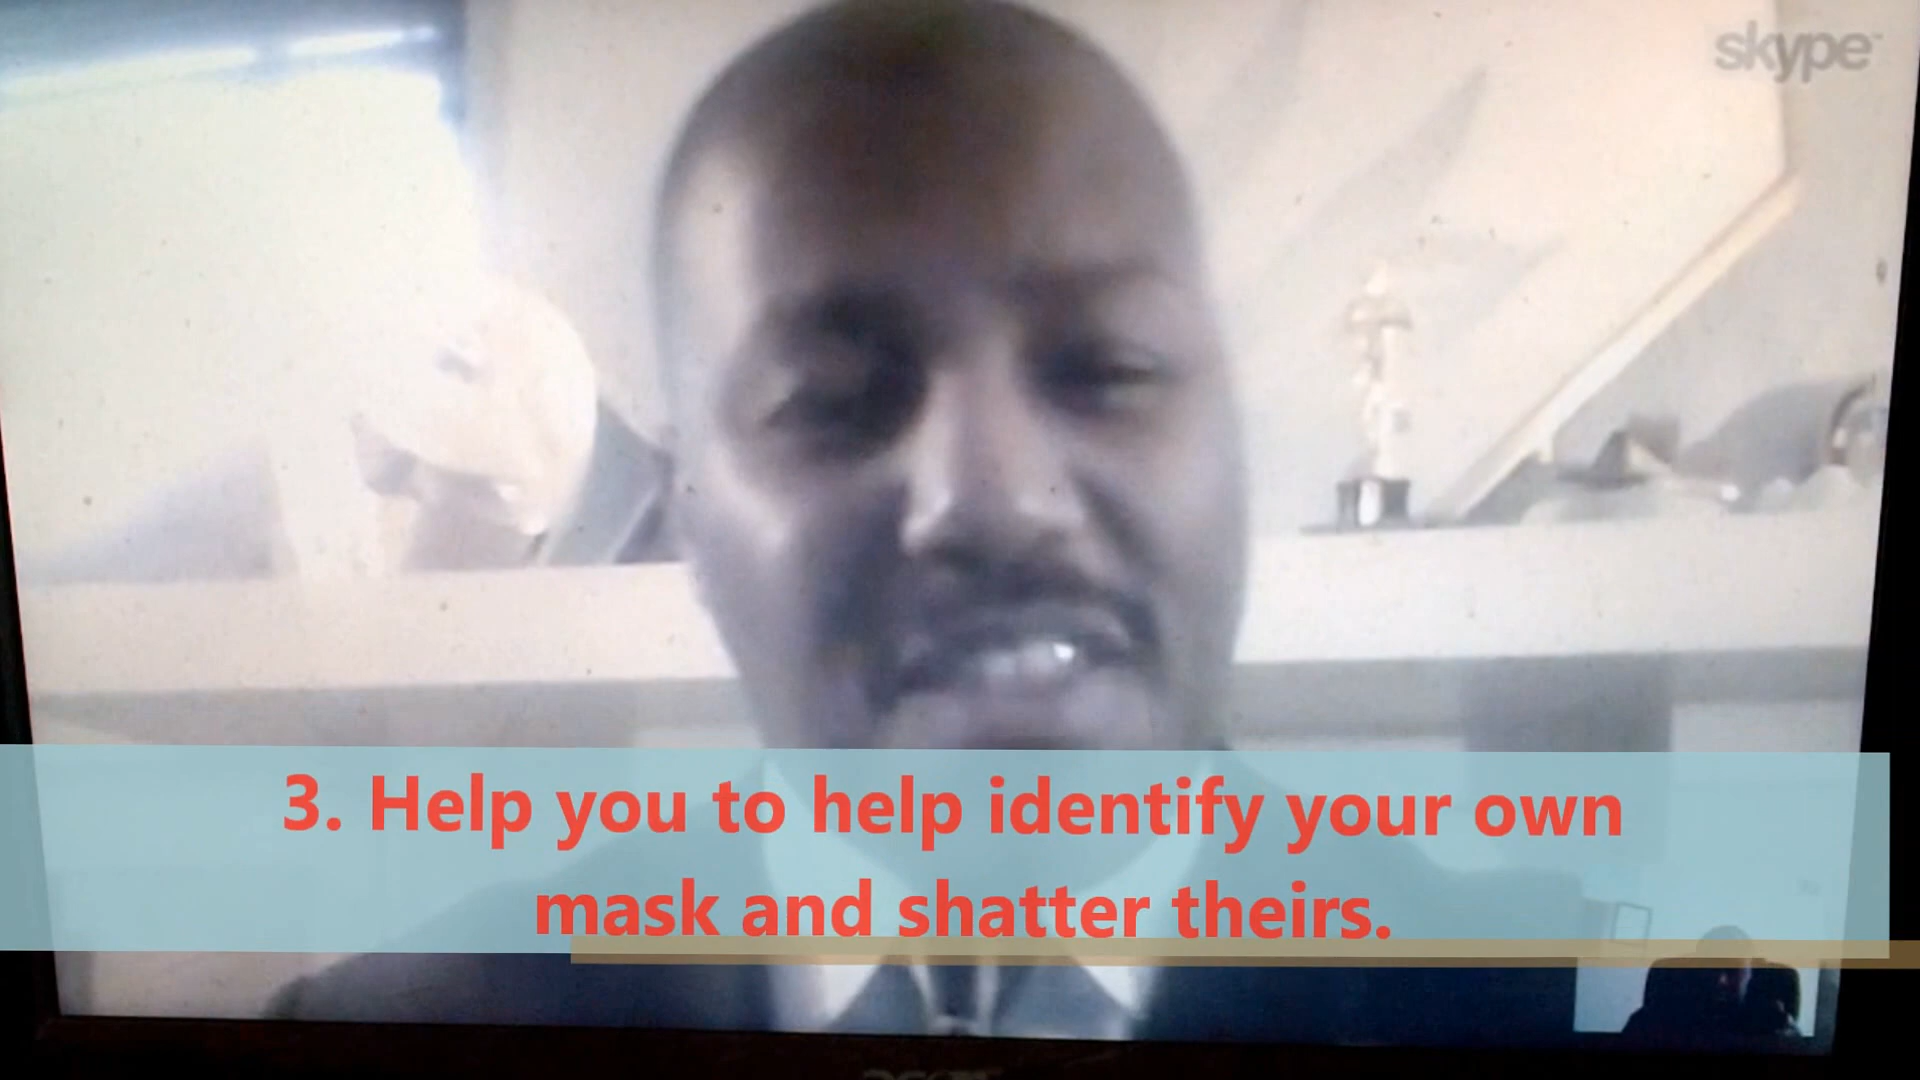 skype
3. Help you to help identify your own
mask and shatter theirs.